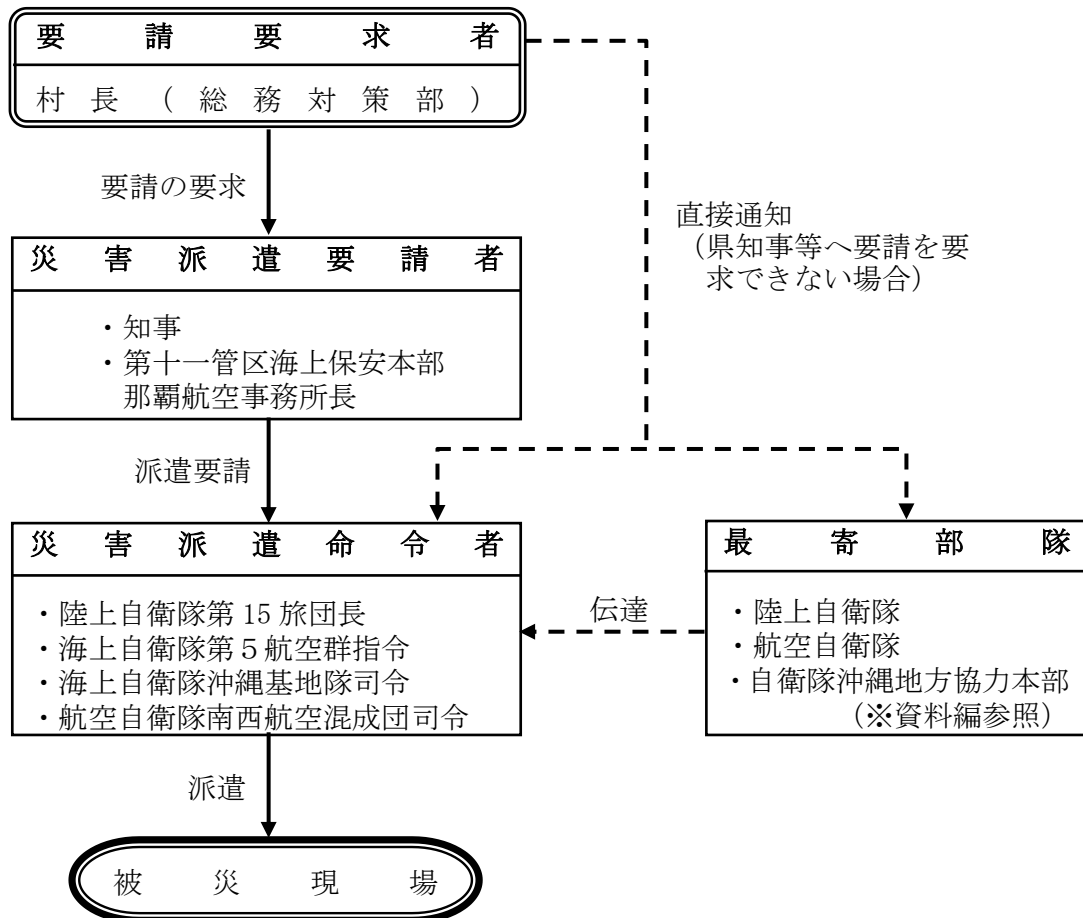 要請要求者
村長(総務対策部)
要請の要求
直接通知
(県知事等へ要請を要
求できない場合)
災害派遣要請者
・知事
・第十一管区海上保安本部
那覇航空事務所長
派遣要請
災害派遣命令者
・陸上自衛隊第15旅団長
・海上自衛隊第5航空群指令
・海上自衛隊沖縄基地隊司令
・航空自衛隊南西航空混成団司令
伝達
最寄部隊
・陸上自衛隊
・航空自衛隊
・自衛隊沖縄地方協力本部
(※資料編参照)
派遣
被災現場